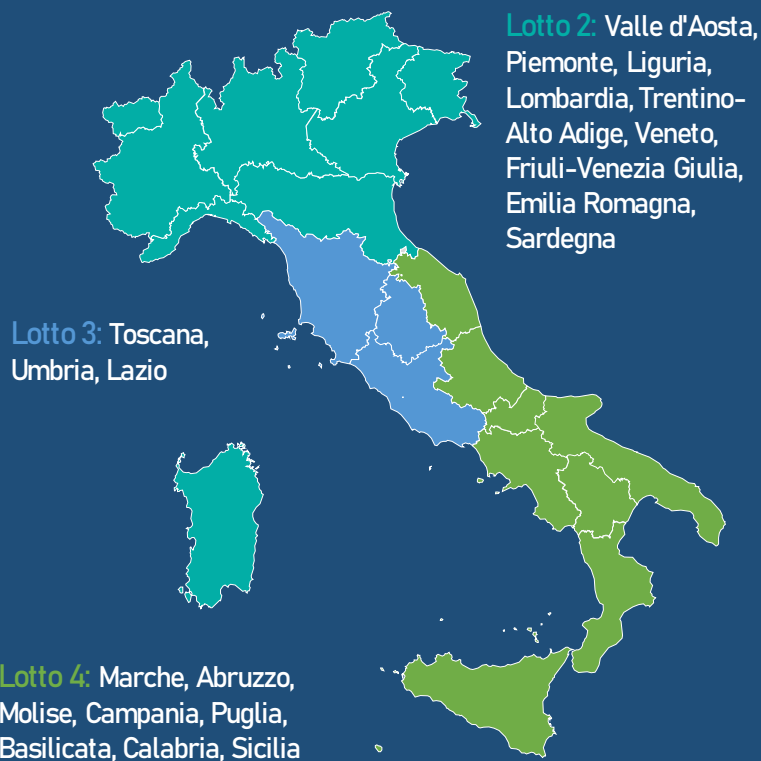 Lotto 2: Valle d'Aosta,
Piemonte, Liguria,
Lombardia, Trentino-
Alto Adige, Veneto,
Friuli-Venezia Giulia,
Emilia Romagna,
Sardegna
Lotto 3: Toscana,
Umbria, Lazio
Lotto 4: Marche, Abruzzo,
Molise, Campania, Puglia,
Basilicata, Calabria, Sicilia